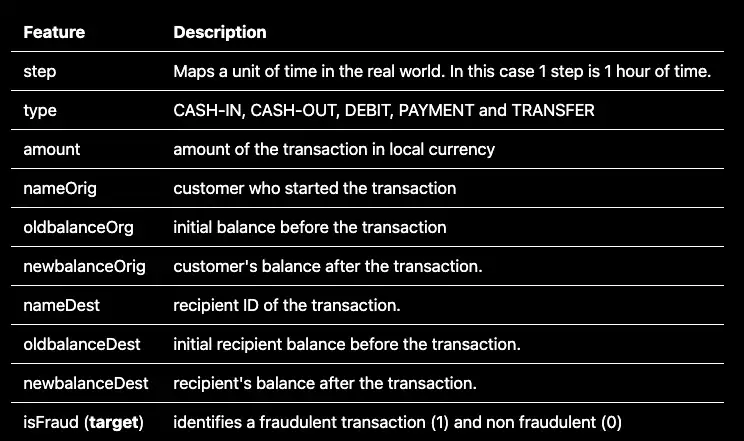 Feature Description
step Maps a unit of time in the real world. In this case 1 step is 1 hour of time.
type CASH-IN, CASH-OUT, DEBIT, PAYMENT and TRANSFER
amount amount of the transaction in local currency
nameOrig customer who started the transaction
oldbalanceOrg initial balance before the transaction
newbalanceOrig customer's balance after the transaction.
nameDest recipient ID of the transaction.
oldbalanceDest initial recipient balance before the transaction.
newbalanceDest recipient's balance after the transaction.
isFraud (target) identifies a fraudulent transaction (1) and non fraudulent (0)